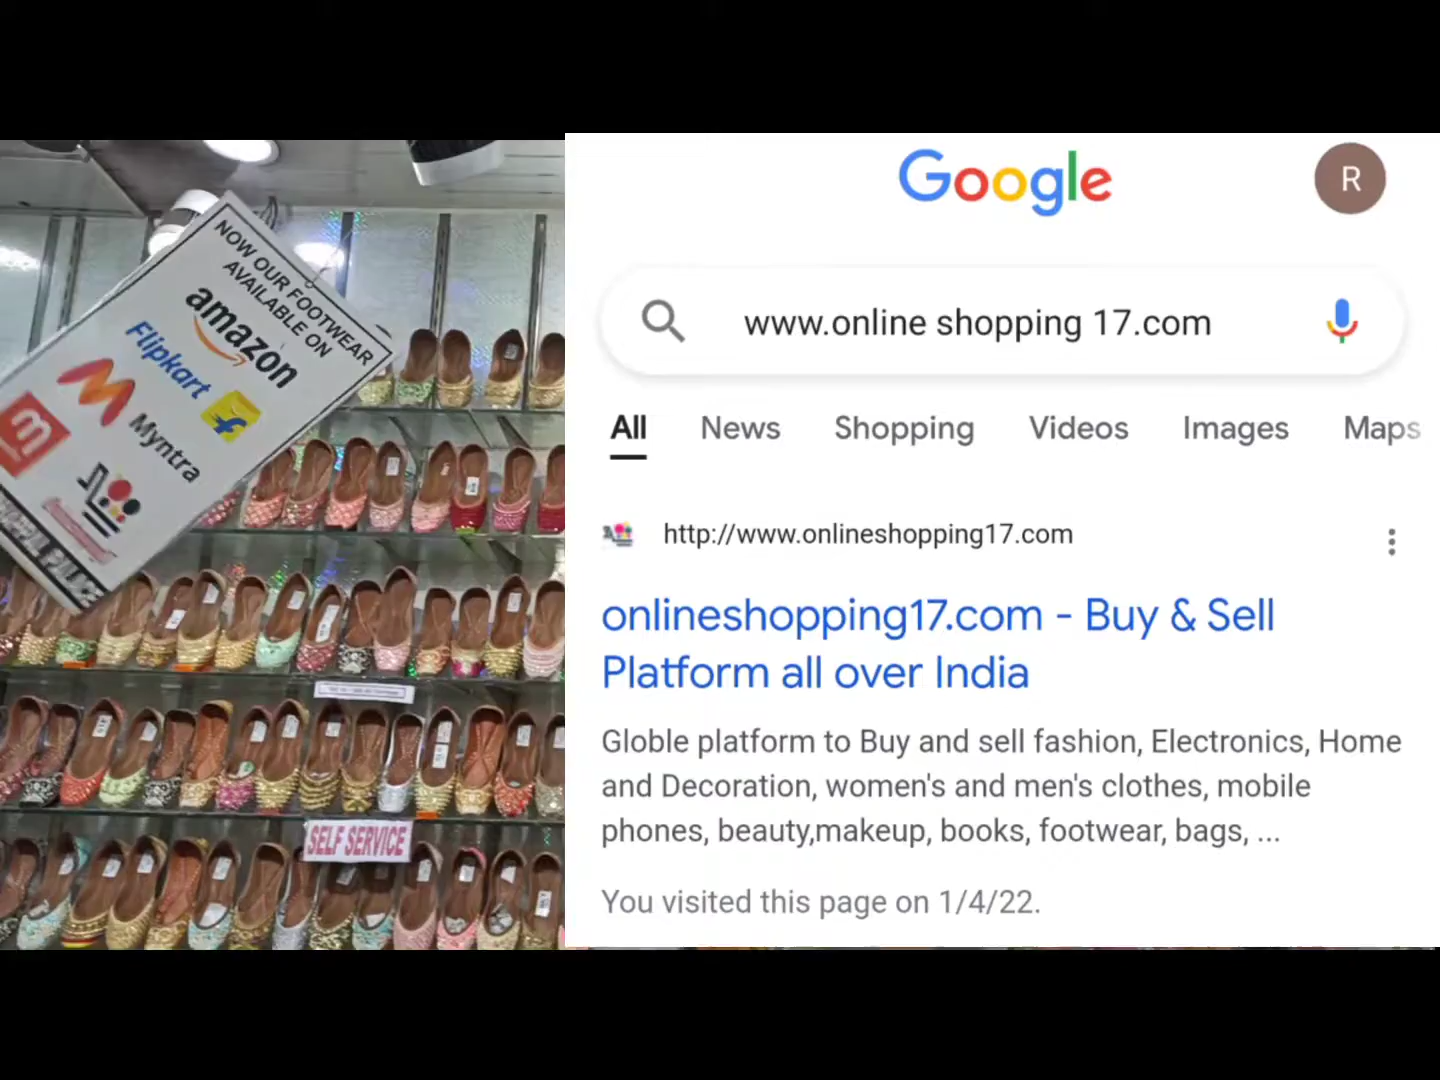 NOW OUR FOOTWEAR
AVAILABLE ON
amazon
Flipkart
Myntra
SELF SERVICE
Google
R
www.online shopping 17.com
All News Shopping Videos Images Maps
http://www.onlineshopping17.com
onlineshopping17.com - Buy & Sell
Platform all over India
Globle platform to Buy and sell fashion, Electronics, Home
and Decoration, women's and men's clothes, mobile
phones, beauty,makeup, books, footwear, bags, ...
You visited this page on 1/4/22.